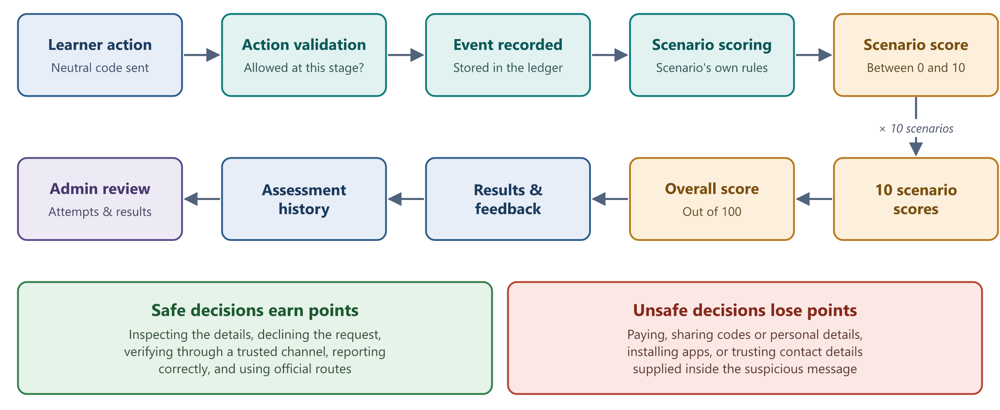 Learner action
Neutral code sent
Action validation
Allowed at this stage?
Event recorded
Stored in the ledger
Scenario scoring
Scenario's own rules
Scenario score
Between 0 and 10
× 10 scenarios
Admin review
Attempts & results
Assessment
history
Results &
feedback
Overall score
Out of 100
10 scenario
scores
Safe decisions earn points
Inspecting the details, declining the request,
verifying through a trusted channel, reporting
correctly, and using official routes
Unsafe decisions lose points
Paying, sharing codes or personal details,
installing apps, or trusting contact details
supplied inside the suspicious message